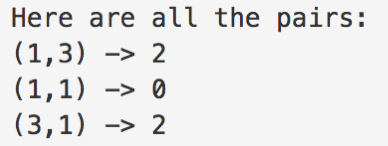 Here are all the pairs:
(1,3) -> 2
(1,1) -> 0
(3,1) -> 2